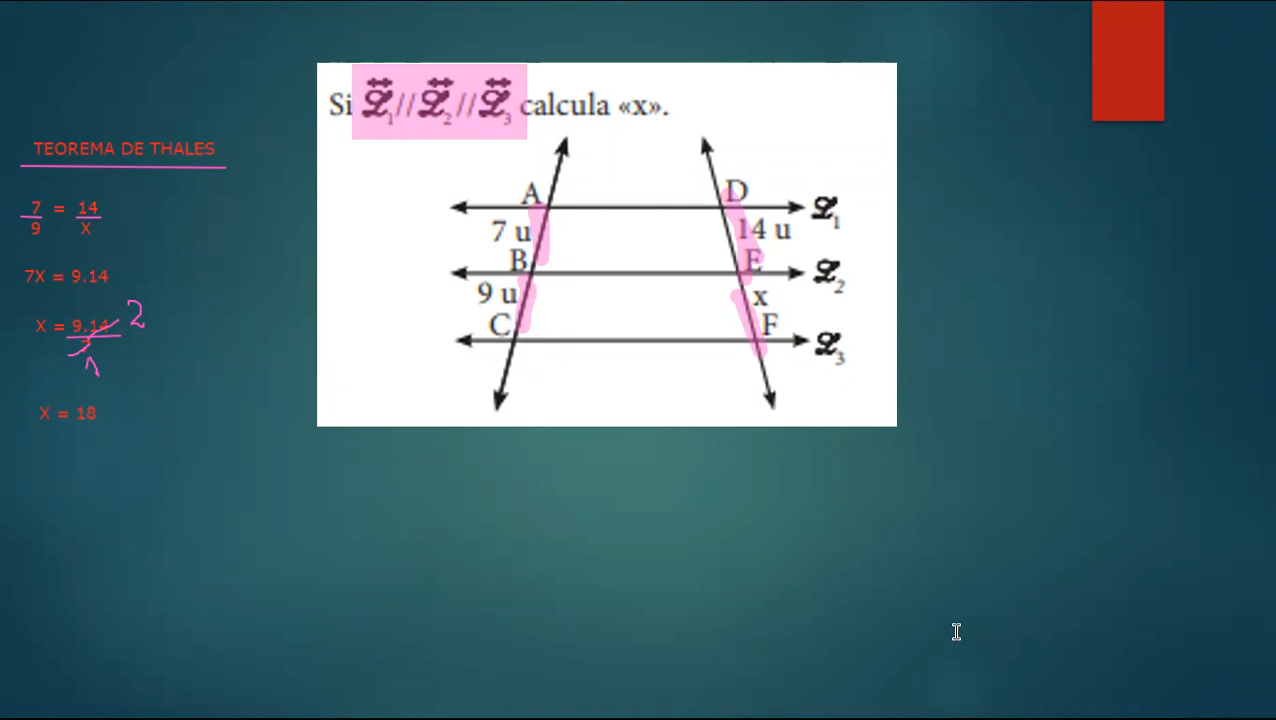 Si ℒ₁//ℒ₂//ℒ₃ calcula «x».
TEOREMA DE THALES
7 = 14
9 X
7X = 9.14
X = 9.14 2
7
1
X = 18
A D
ℒ₁
7 u 14 u
B E
ℒ₂
9 u x
C F
ℒ₃